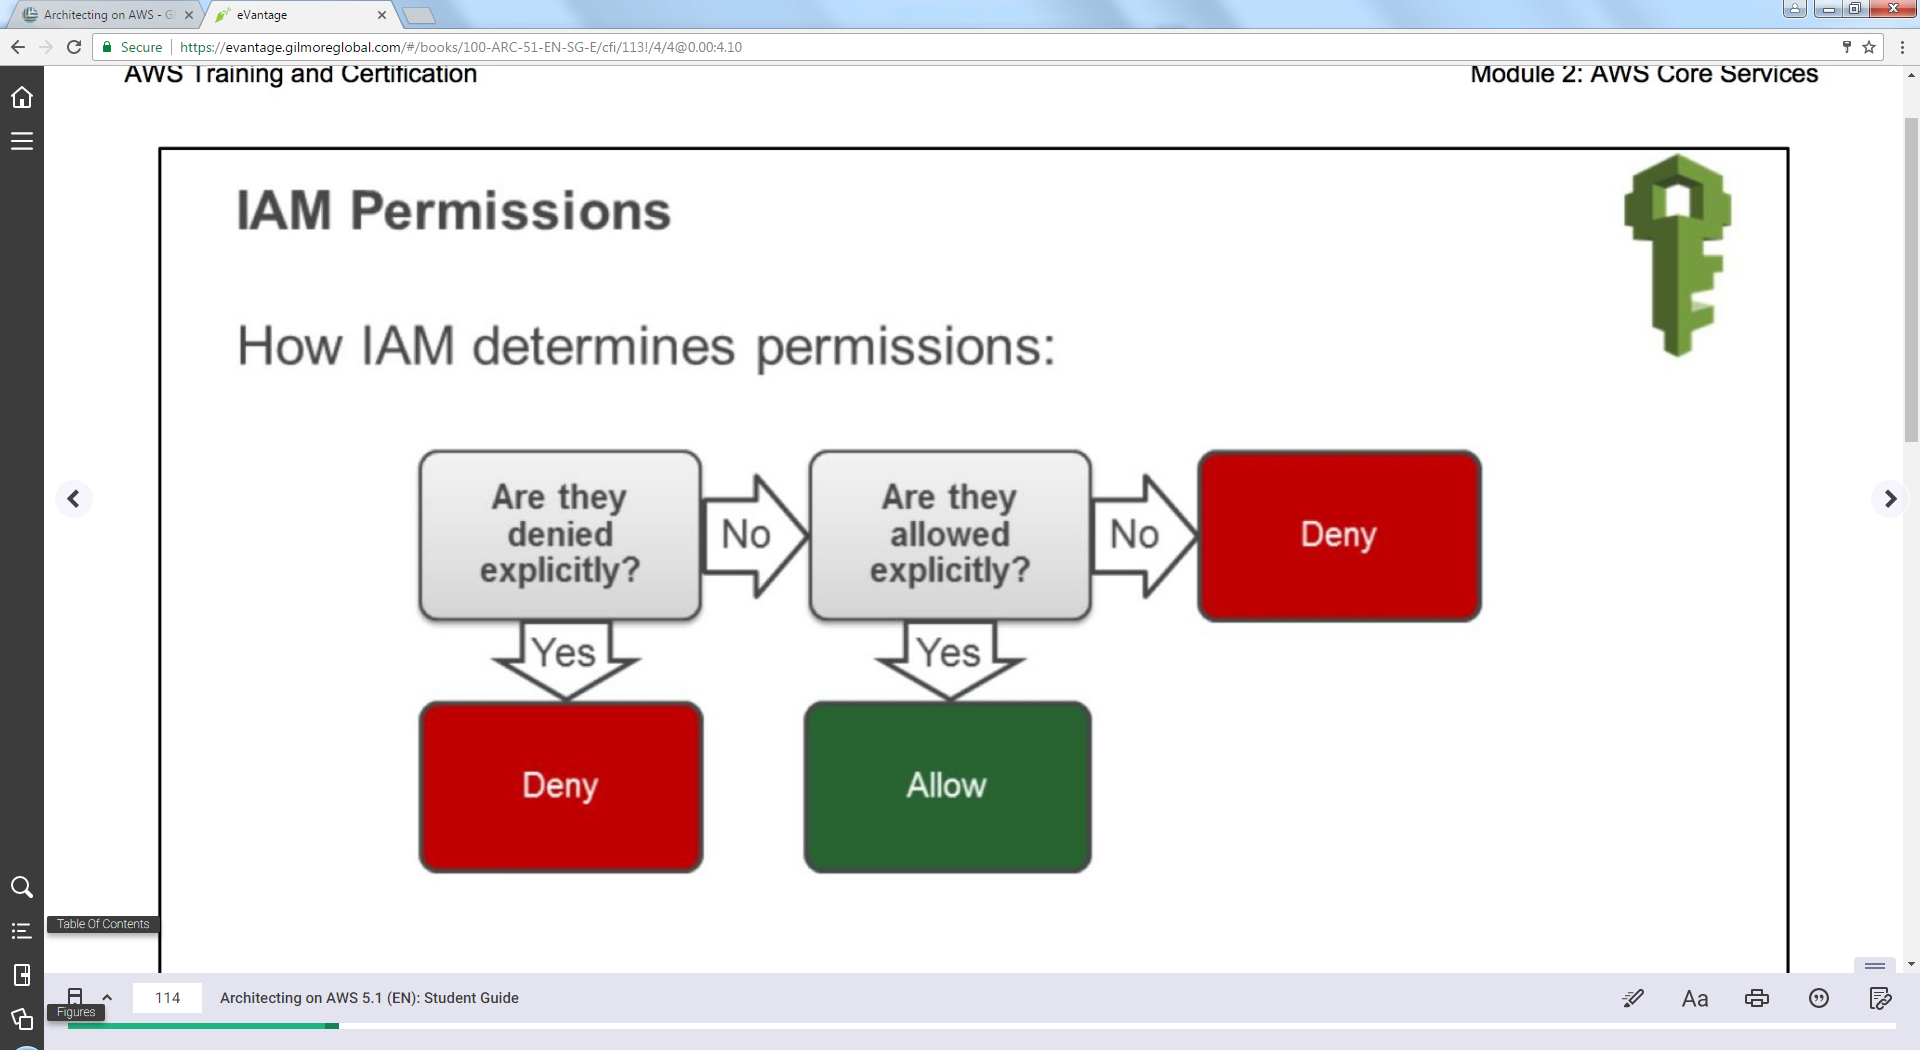 Architecting on AWS - G
eVantage
Secure
https://evantage.gilmoreglobal.com/#/books/100-ARC-51-EN-SG-E/cfi/113!/4/4@0.00:4.10
AWS Training and Certification
Module 2: AWS Core Services
IAM Permissions
How IAM determines permissions:
Are they
denied
explicitly?
No
Are they
allowed
explicitly?
No
Deny
Yes
Yes
Deny
Allow
Table Of Contents
114
Architecting on AWS 5.1 (EN): Student Guide
Aa
Figures